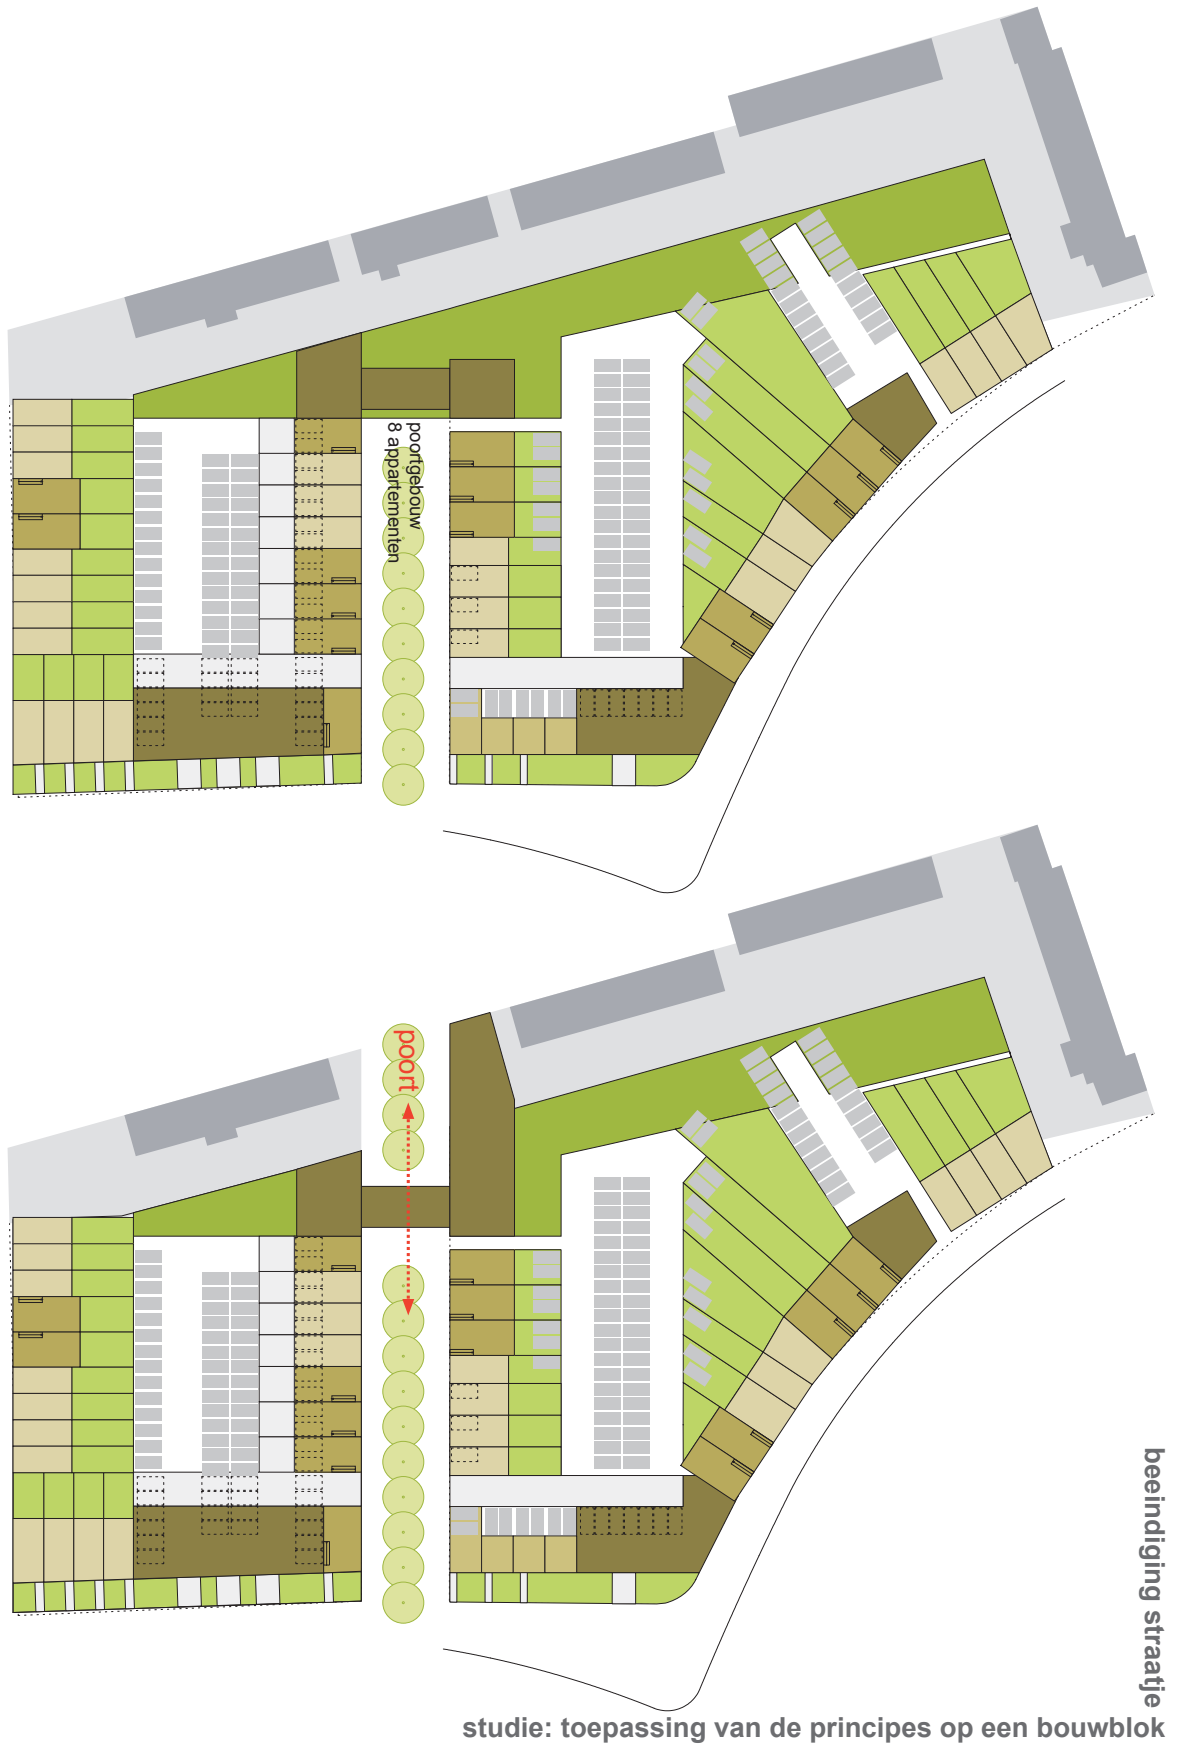 poortgebouw
8 appartementen
poort
beeindiging straatje
studie: toepassing van de principes op een bouwblok